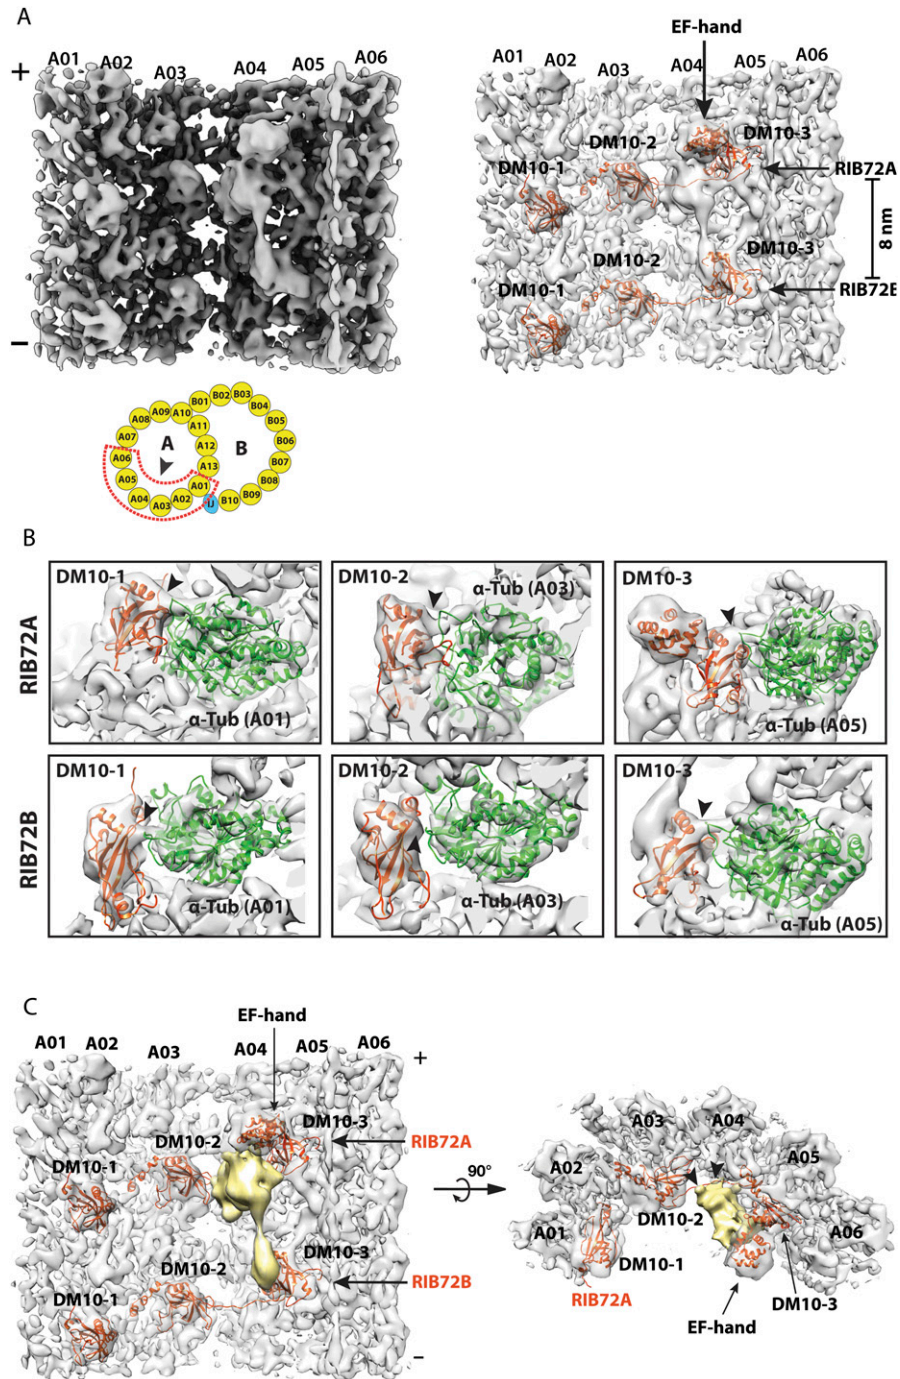 A
A01 A02 A03 A04 A05 A06
+
–
EF-hand
A01 A02 A03 A04 A05 A06
DM10-2 DM10-3
DM10-1 RIB72A
8 nm
DM10-2 DM10-3
DM10-1 RIB72B
B01 B02 B03 B04 B05 B06 B07 B08 B09 B10
A01 A02 A03 A04 A05 A06 A07 A08 A09 A10 A11 A12 A13
A B
IJ
B
RIB72A
DM10-1
α-Tub (A01)
DM10-2
α-Tub (A03)
DM10-3
α-Tub (A05)
RIB72B
DM10-1
α-Tub (A01)
DM10-2
α-Tub (A03)
DM10-3
α-Tub (A05)
C
EF-hand
A01 A02 A03 A04 A05 A06 +
DM10-2 DM10-3
RIB72A
DM10-1
DM10-2 DM10-3
RIB72B
DM10-1
–
90°
A03 A04
A02 A05
A01 DM10-2 A06
DM10-1
RIB72A
DM10-3
EF-hand